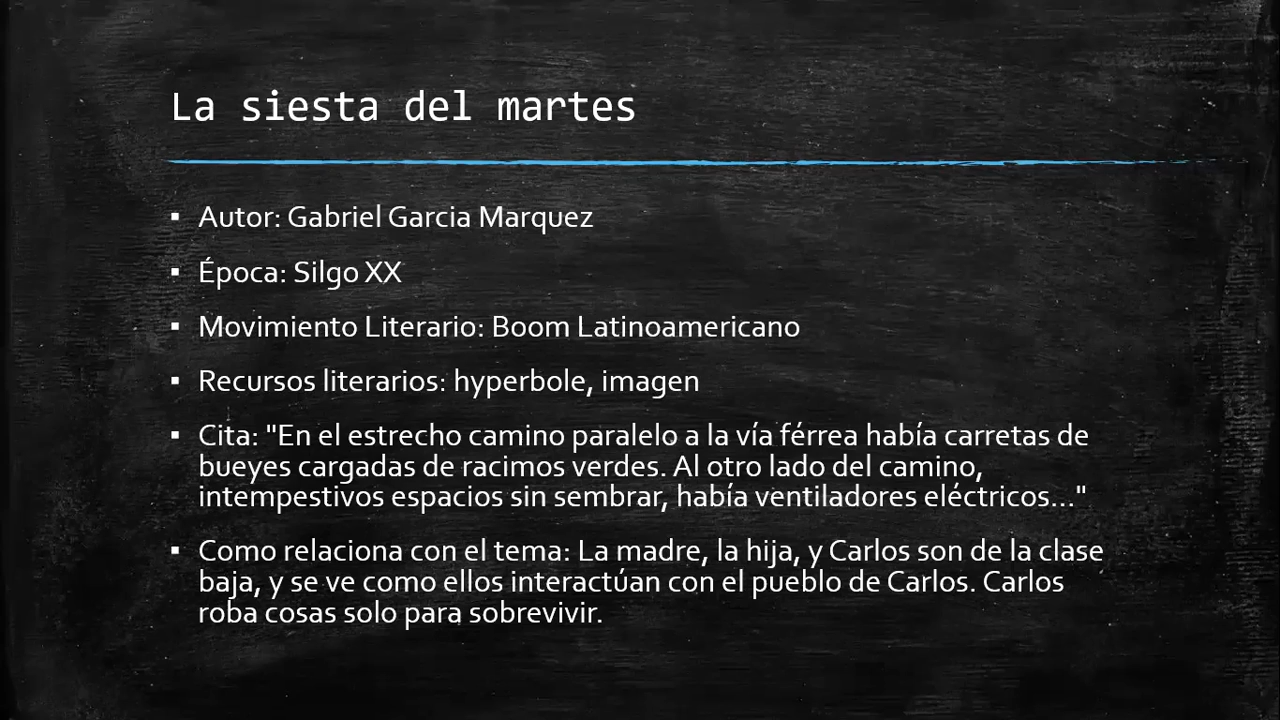 La siesta del martes
▪ Autor: Gabriel Garcia Marquez
▪ Época: Silgo XX
▪ Movimiento Literario: Boom Latinoamericano
▪ Recursos literarios: hyperbole, imagen
▪ Cita: "En el estrecho camino paralelo a la vía férrea había carretas de
bueyes cargadas de racimos verdes. Al otro lado del camino,
intempestivos espacios sin sembrar, había ventiladores eléctricos..."
▪ Como relaciona con el tema: La madre, la hija, y Carlos son de la clase
baja, y se ve como ellos interactúan con el pueblo de Carlos. Carlos
roba cosas solo para sobrevivir.